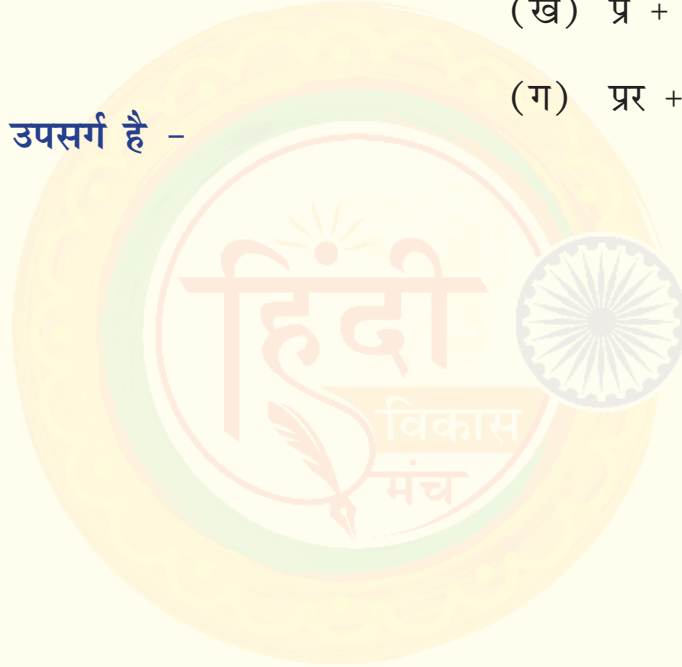 (ख) प्र +
(ग) प्रर +
उपसर्ग है -
हिंदी
विकास
मंच